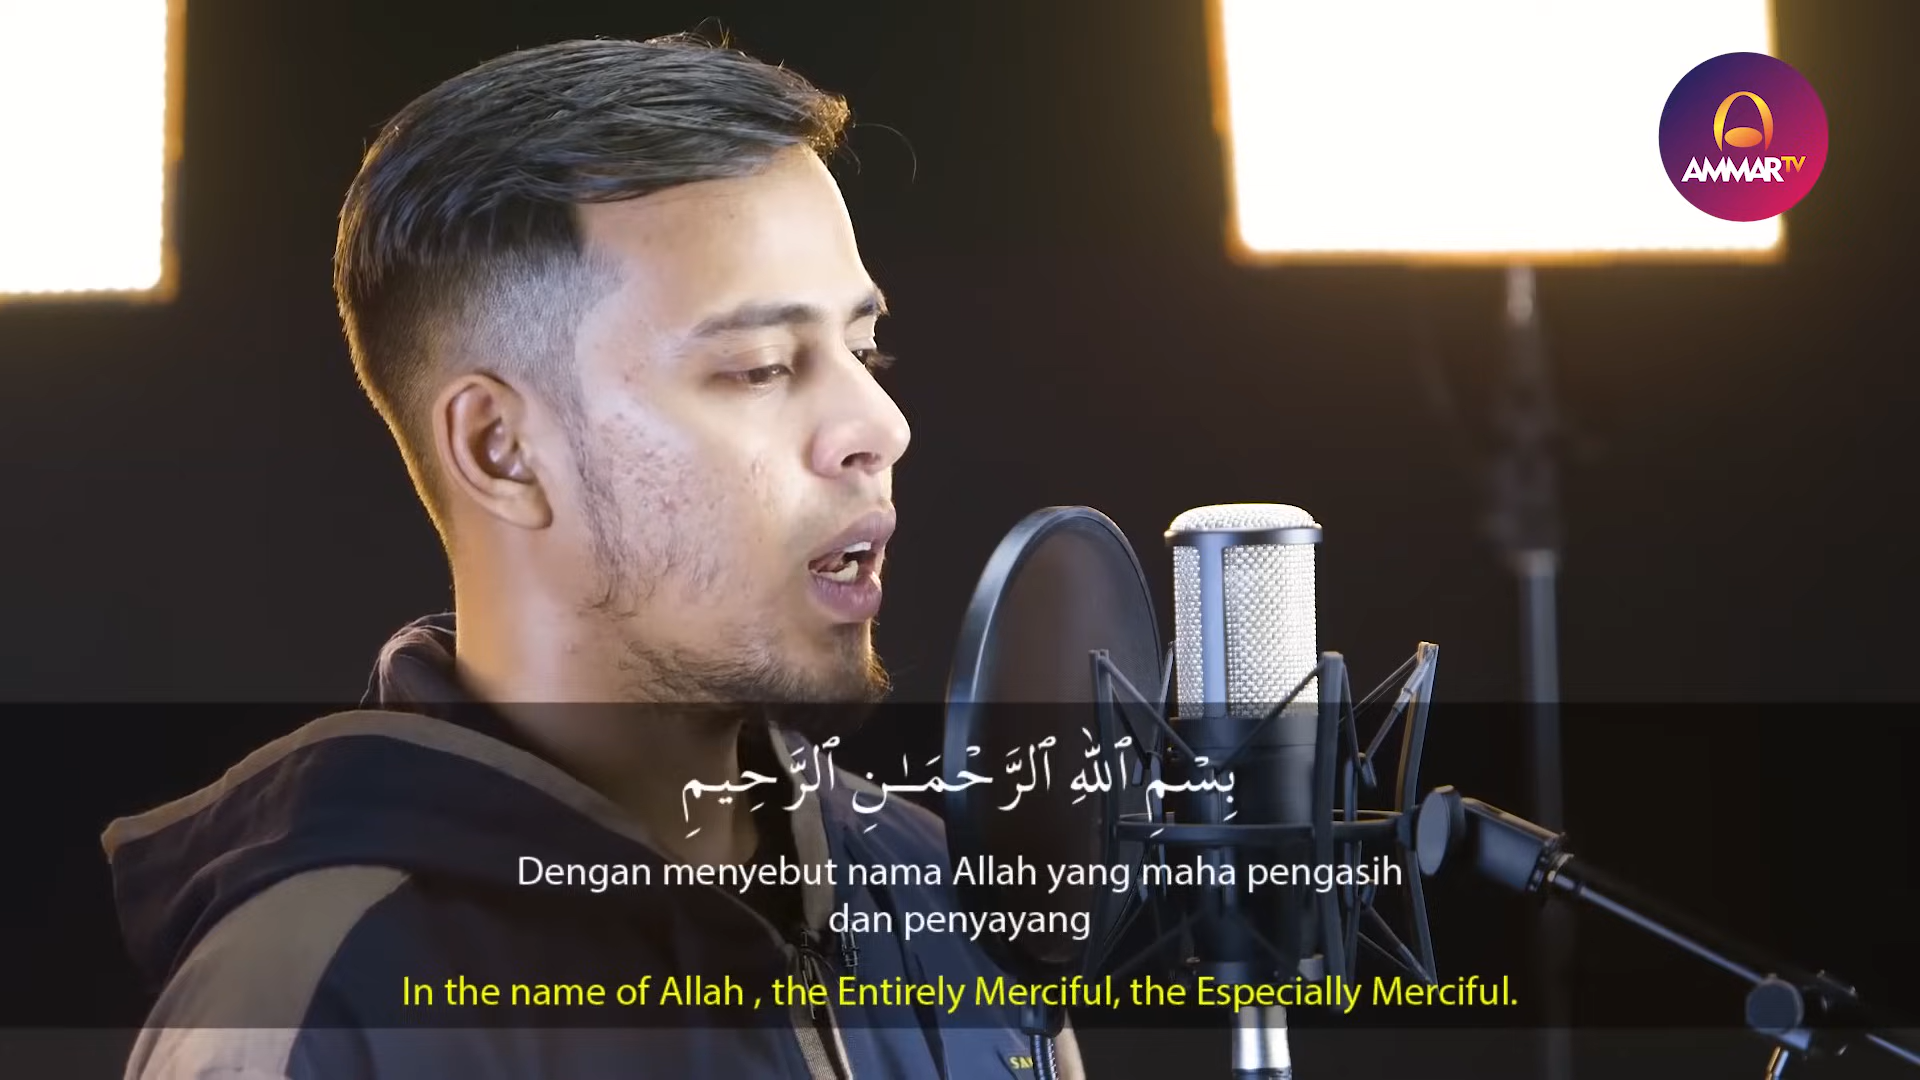 AMMARTV
بِسْمِ ٱللَّهِ ٱلرَّحْمَـٰنِ ٱلرَّحِيمِ
Dengan menyebut nama Allah yang maha pengasih
dan penyayang
In the name of Allah , the Entirely Merciful, the Especially Merciful.